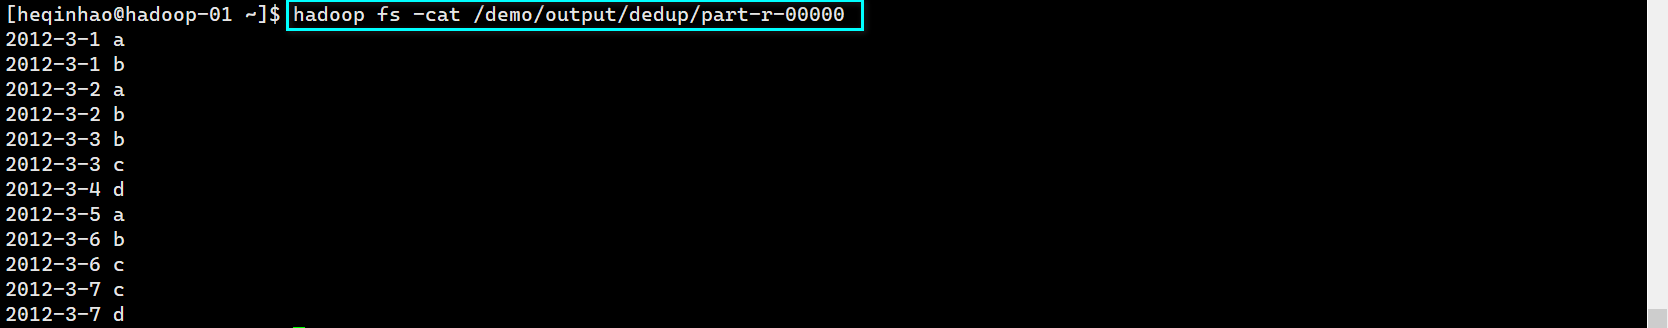 [heqinhao@hadoop-01 ~]$ hadoop fs -cat /demo/output/dedup/part-r-00000
2012-3-1 a
2012-3-1 b
2012-3-2 a
2012-3-2 b
2012-3-3 b
2012-3-3 c
2012-3-4 d
2012-3-5 a
2012-3-6 b
2012-3-6 c
2012-3-7 c
2012-3-7 d